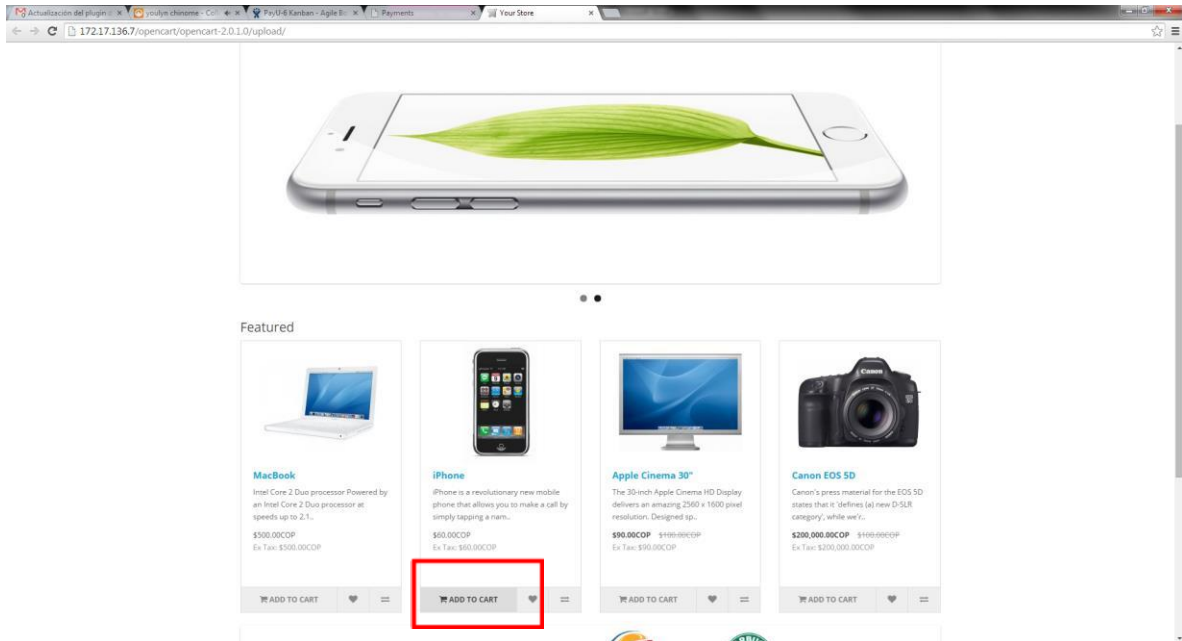 Actualización del plugin d
youlyn chinome - Col
PayU-6 Kanban - Agile Bo
Payments
Your Store
172.17.136.7/opencart/opencart-2.0.1.0/upload/
Featured
Canon
MacBook
Intel Core 2 Duo processor Powered by
an Intel Core 2 Duo processor at
speeds up to 2.1..
$500.00COP
Ex Tax: $500.00COP
ADD TO CART
iPhone
iPhone is a revolutionary new mobile
phone that allows you to make a call by
simply tapping a nam..
$60.00COP
Ex Tax: $60.00COP
ADD TO CART
Apple Cinema 30"
The 30-inch Apple Cinema HD Display
delivers an amazing 2560 x 1600 pixel
resolution. Designed sp..
$90.00COP $100.00COP
Ex Tax: $90.00COP
ADD TO CART
Canon EOS 5D
Canon's press material for the EOS 5D
states that it 'defines (a) new D-SLR
category', while we'r..
$200,000.00COP $100.00COP
Ex Tax: $200,000.00COP
ADD TO CART